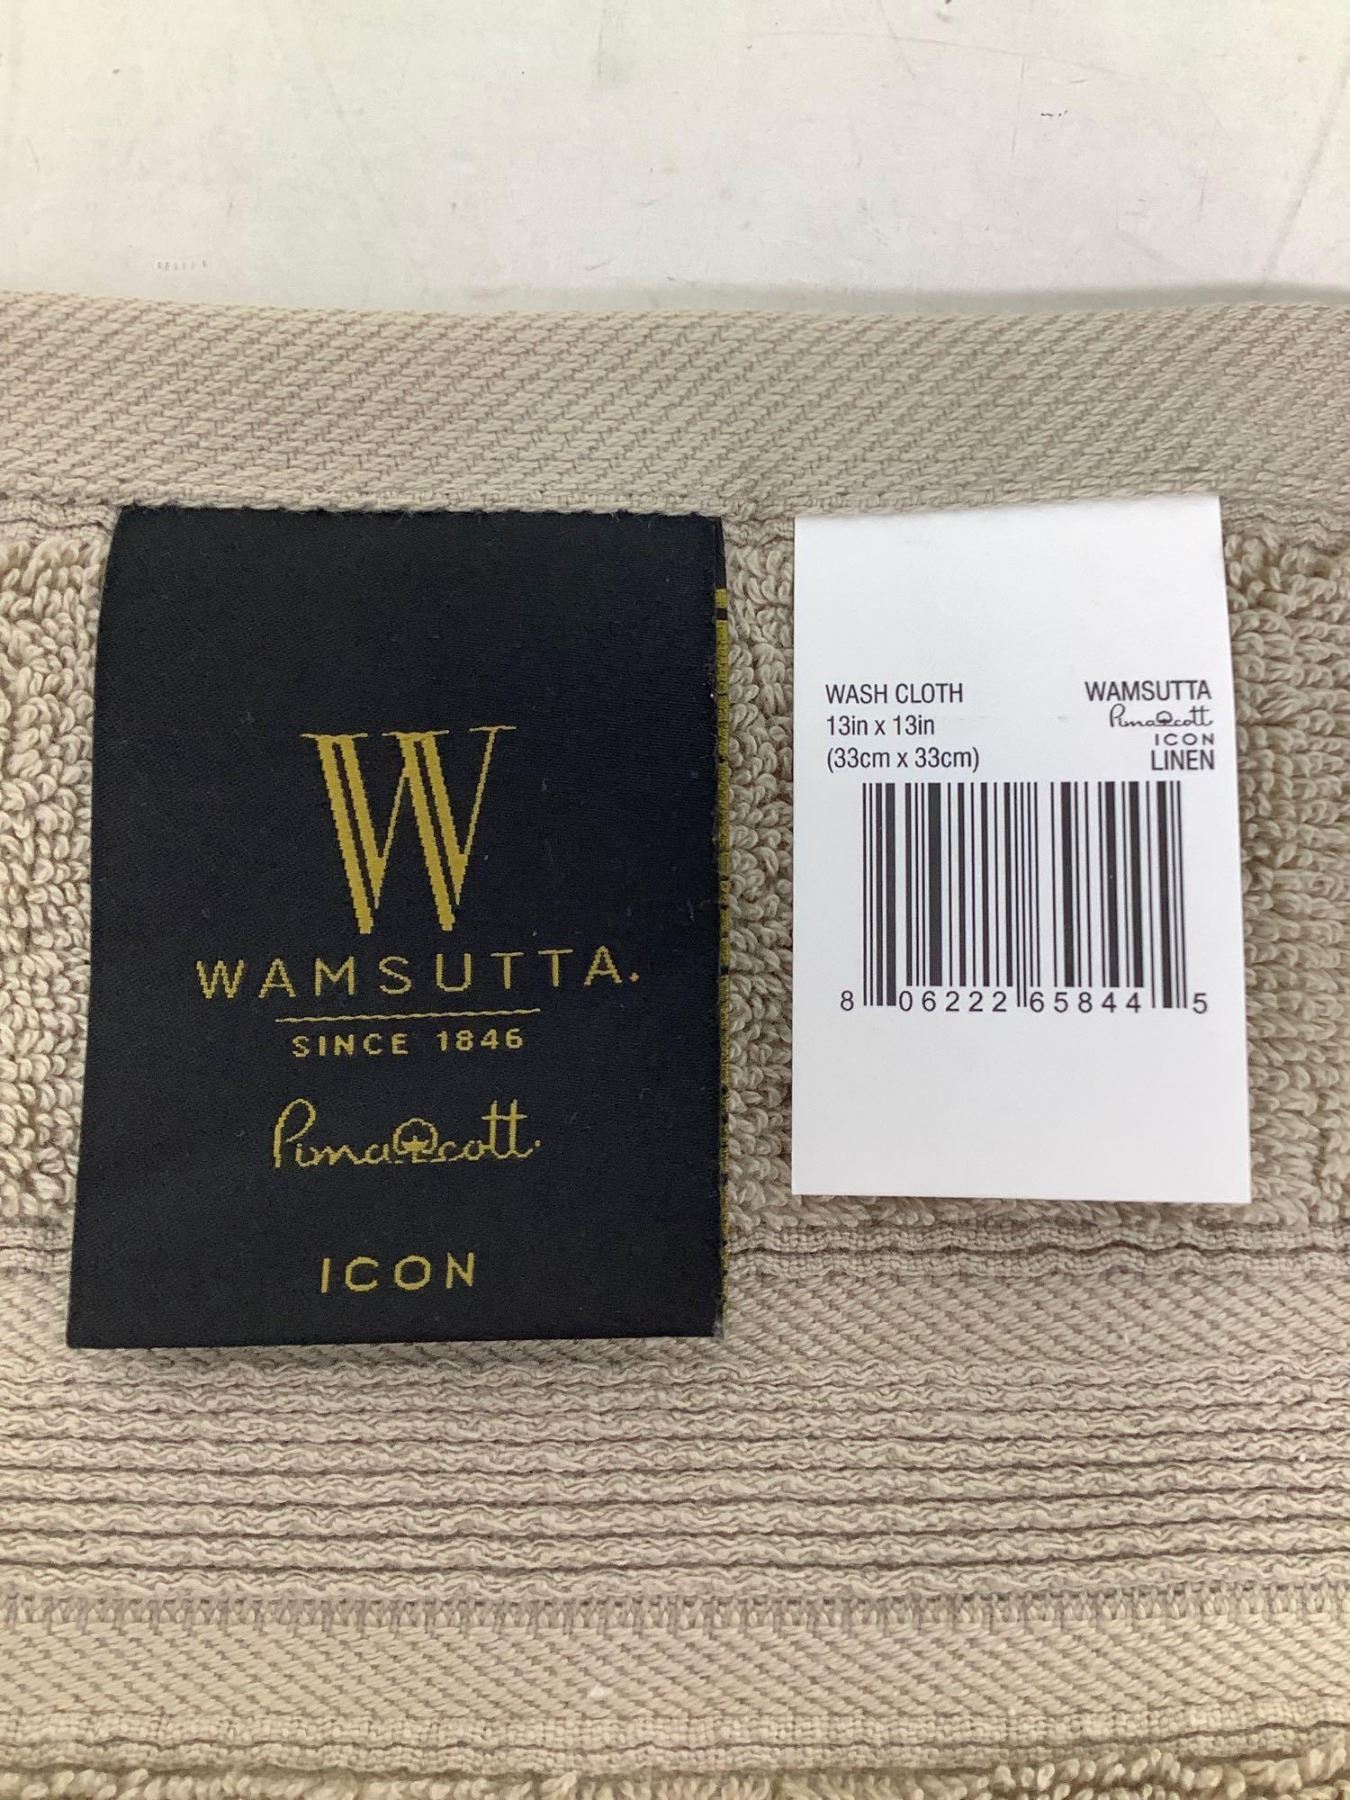 W
WAMSUTTA.
SINCE 1846
Pimacott.
ICON
WASH CLOTH
13in x 13in
(33cm x 33cm)
WAMSUTTA
Pimacott.
ICON
LINEN
8 06222 65844 5